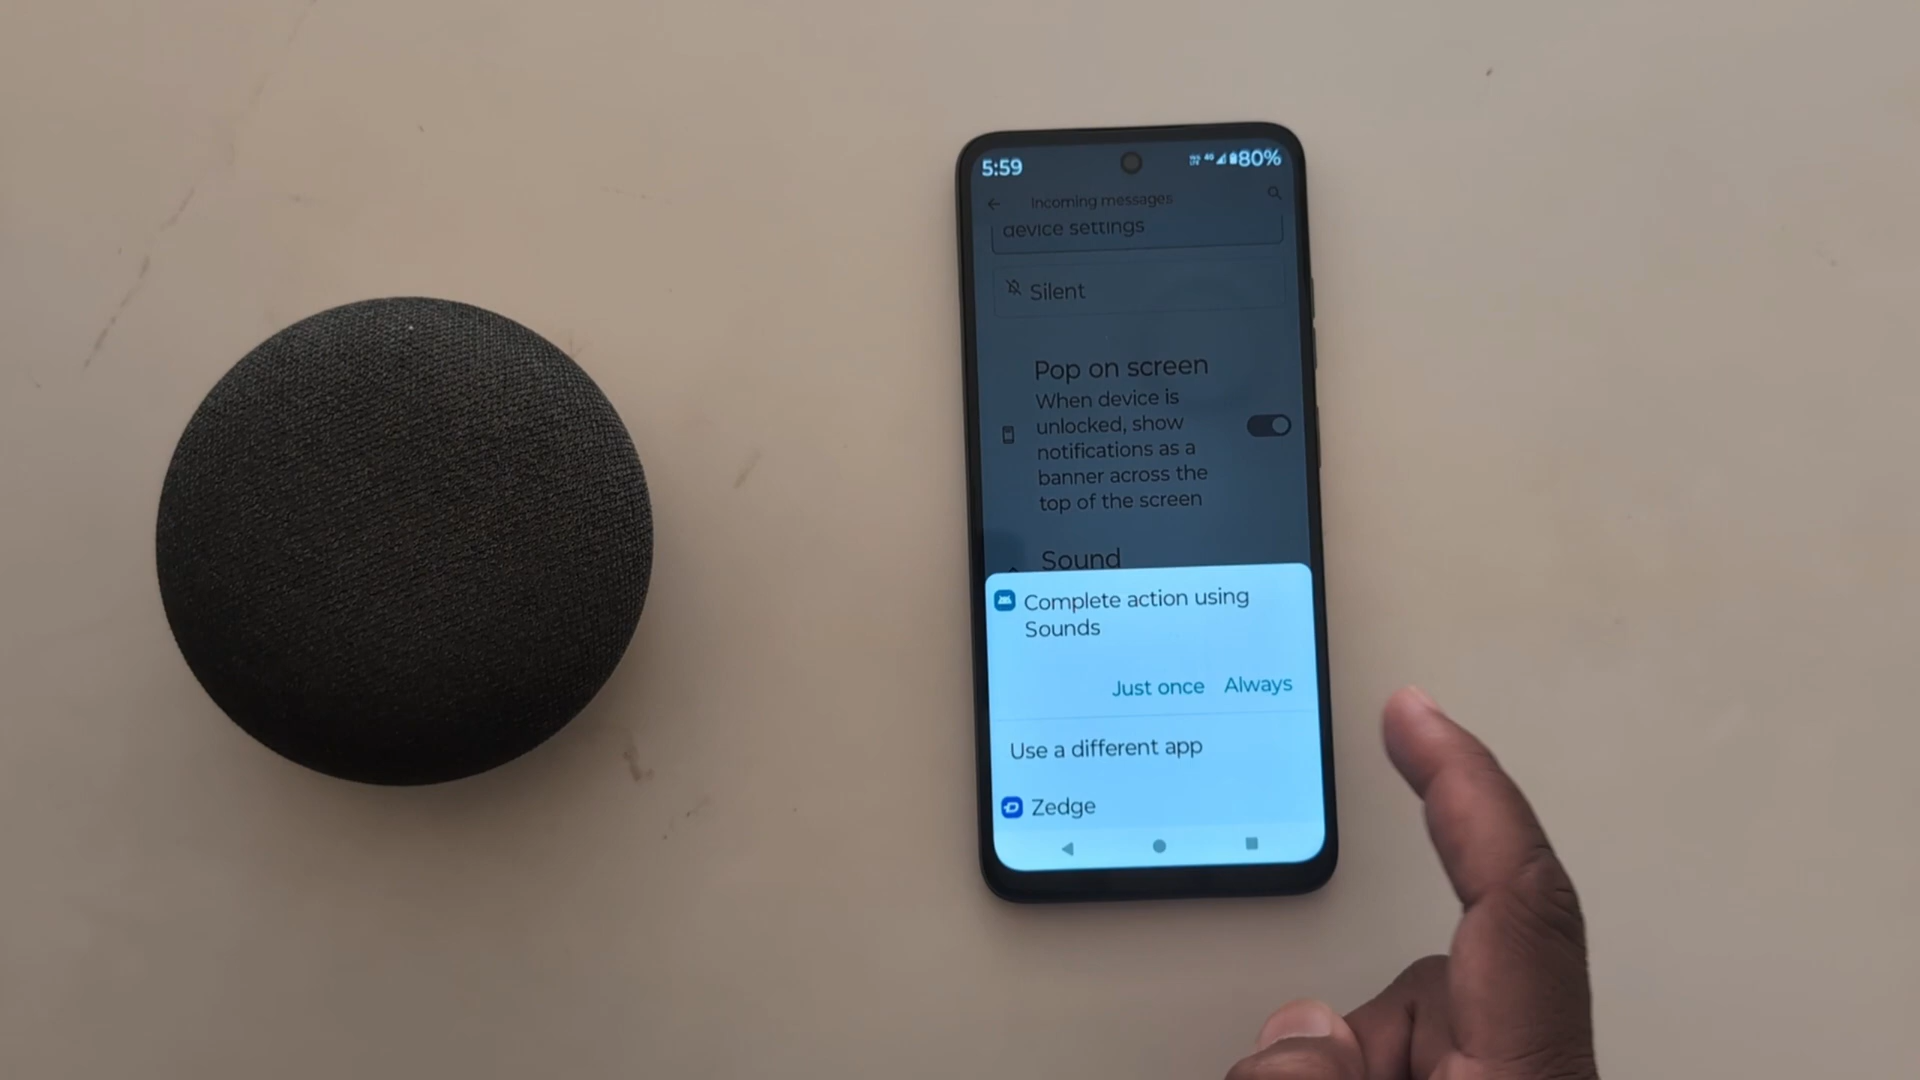 5:59
80%
Incoming messages
device settings
Silent
Pop on screen
When device is
unlocked, show
notifications as a
banner across the
top of the screen
Sound
Complete action using
Sounds
Just once Always
Use a different app
Zedge